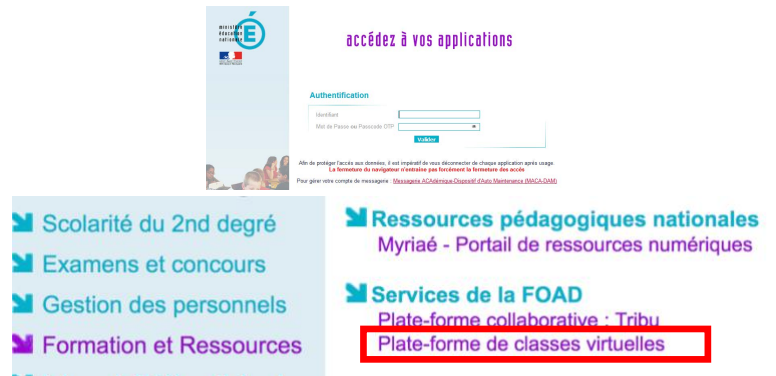 ministère
éducation
nationale
É
accédez à vos applications
Authentification
Identifiant
Mot de Passe ou Passcode OTP
Valider
Afin de protéger l'accès aux données, il est impératif de vous déconnecter de chaque application après usage.
La fermeture du navigateur n'entraine pas forcément la fermeture des accès
Pour gérer votre compte de messagerie : Messagerie ACAdémique-Dispositif d'Auto Maintenance (MACA-DAM)
Scolarité du 2nd degré
Examens et concours
Gestion des personnels
Formation et Ressources
Ressources pédagogiques nationales
Myriaé - Portail de ressources numériques
Services de la FOAD
Plate-forme collaborative : Tribu
Plate-forme de classes virtuelles